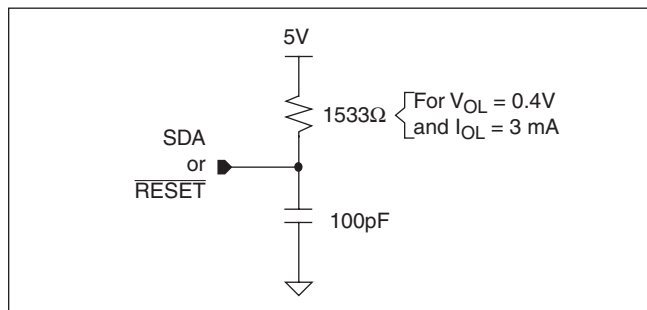 5V
1533Ω
For VOL = 0.4V
and IOL = 3 mA
SDA
or
RESET
100pF